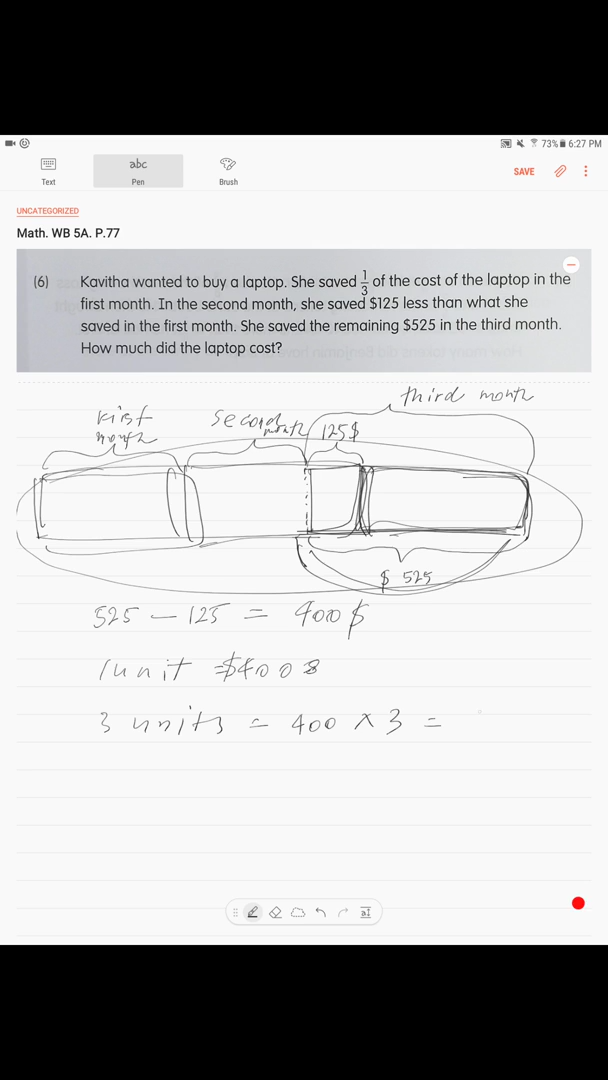 73% 6:27 PM
Text
abc
Pen
Brush
SAVE
UNCATEGORIZED
Math. WB 5A. P.77
(6) Kavitha wanted to buy a laptop. She saved 1/3 of the cost of the laptop in the
first month. In the second month, she saved $125 less than what she
saved in the first month. She saved the remaining $525 in the third month.
How much did the laptop cost?
third month
first month
second month
125$
$ 525
525 - 125 = 400$
1 unit = $400
3 units = 400 × 3 =